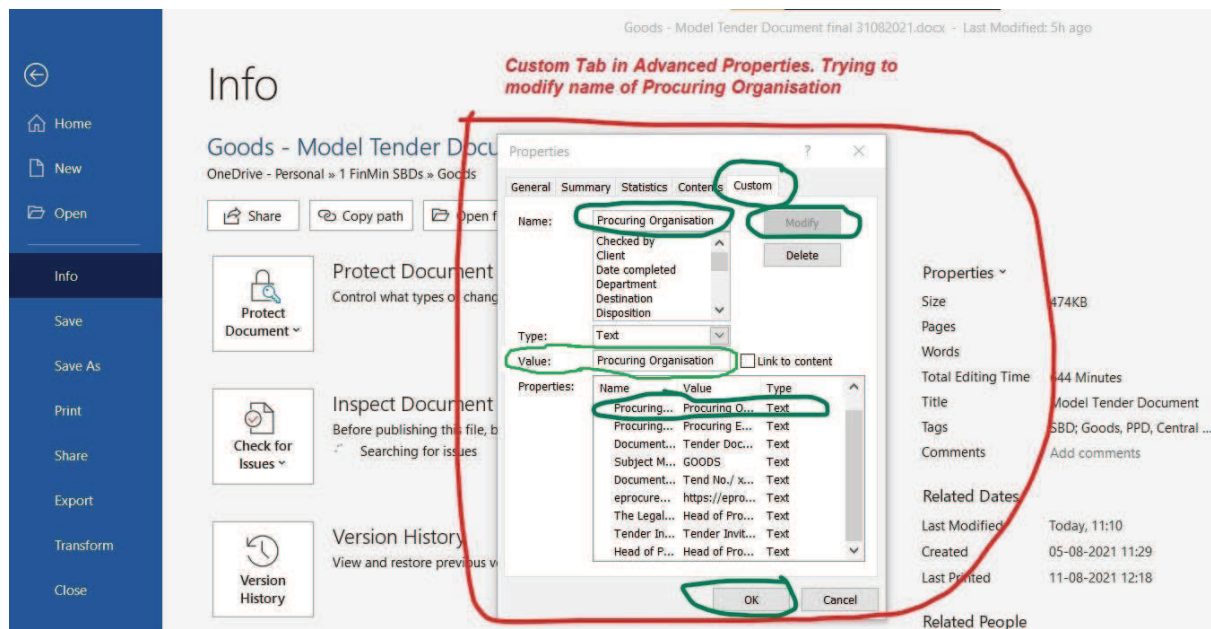 Goods - Model Tender Document final 31082021.docx - Last Modified: 5h ago
Custom Tab in Advanced Properties. Trying to
modify name of Procuring Organisation
Home
New
Open
Info
Save
Save As
Print
Share
Export
Transform
Close
Info
Goods - Model Tender Docu
OneDrive - Personal » 1 FinMin SBDs » Goods
Share
Copy path
Open f
Protect
Document
Protect Document
Control what types of chang
Check for
Issues
Inspect Document
Before publishing this file, b
Searching for issues
Version
History
Version History
View and restore previous v
Properties
?
General Summary Statistics Contents Custom
Name:
Procuring Organisation
Modify
Checked by
Client
Date completed
Department
Destination
Disposition
Delete
Type:
Text
Value:
Procuring Organisation
Link to content
Properties:
Name Value Type
Procuring... Procuring O... Text
Procuring... Procuring E... Text
Document... Tender Doc... Text
Subject M... GOODS Text
Document... Tend No./ x... Text
eprocure... https://epro... Text
The Legal... Head of Pro... Text
Tender In... Tender Invit... Text
Head of P... Head of Pro... Text
OK
Cancel
Properties
Size 474KB
Pages
Words
Total Editing Time 644 Minutes
Title Model Tender Document
Tags SBD; Goods, PPD, Central ...
Comments Add comments
Related Dates
Last Modified Today, 11:10
Created 05-08-2021 11:29
Last Printed 11-08-2021 12:18
Related People